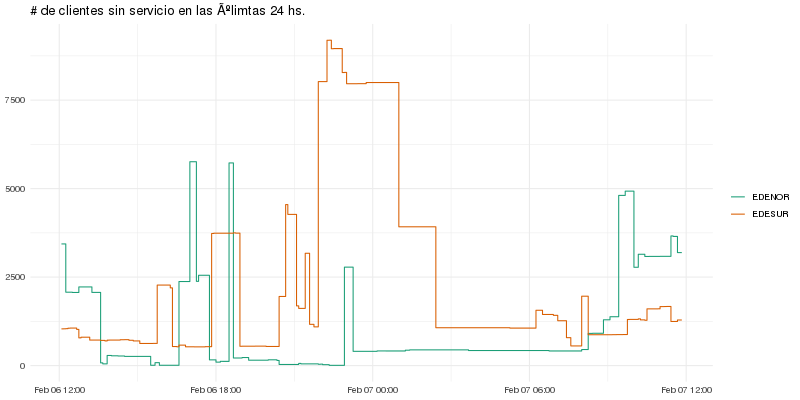 # de clientes sin servicio en las Ãºlimtas 24 hs.
7500
5000
2500
0
Feb 06 12:00 Feb 06 18:00 Feb 07 00:00 Feb 07 06:00 Feb 07 12:00
EDENOR
EDESUR